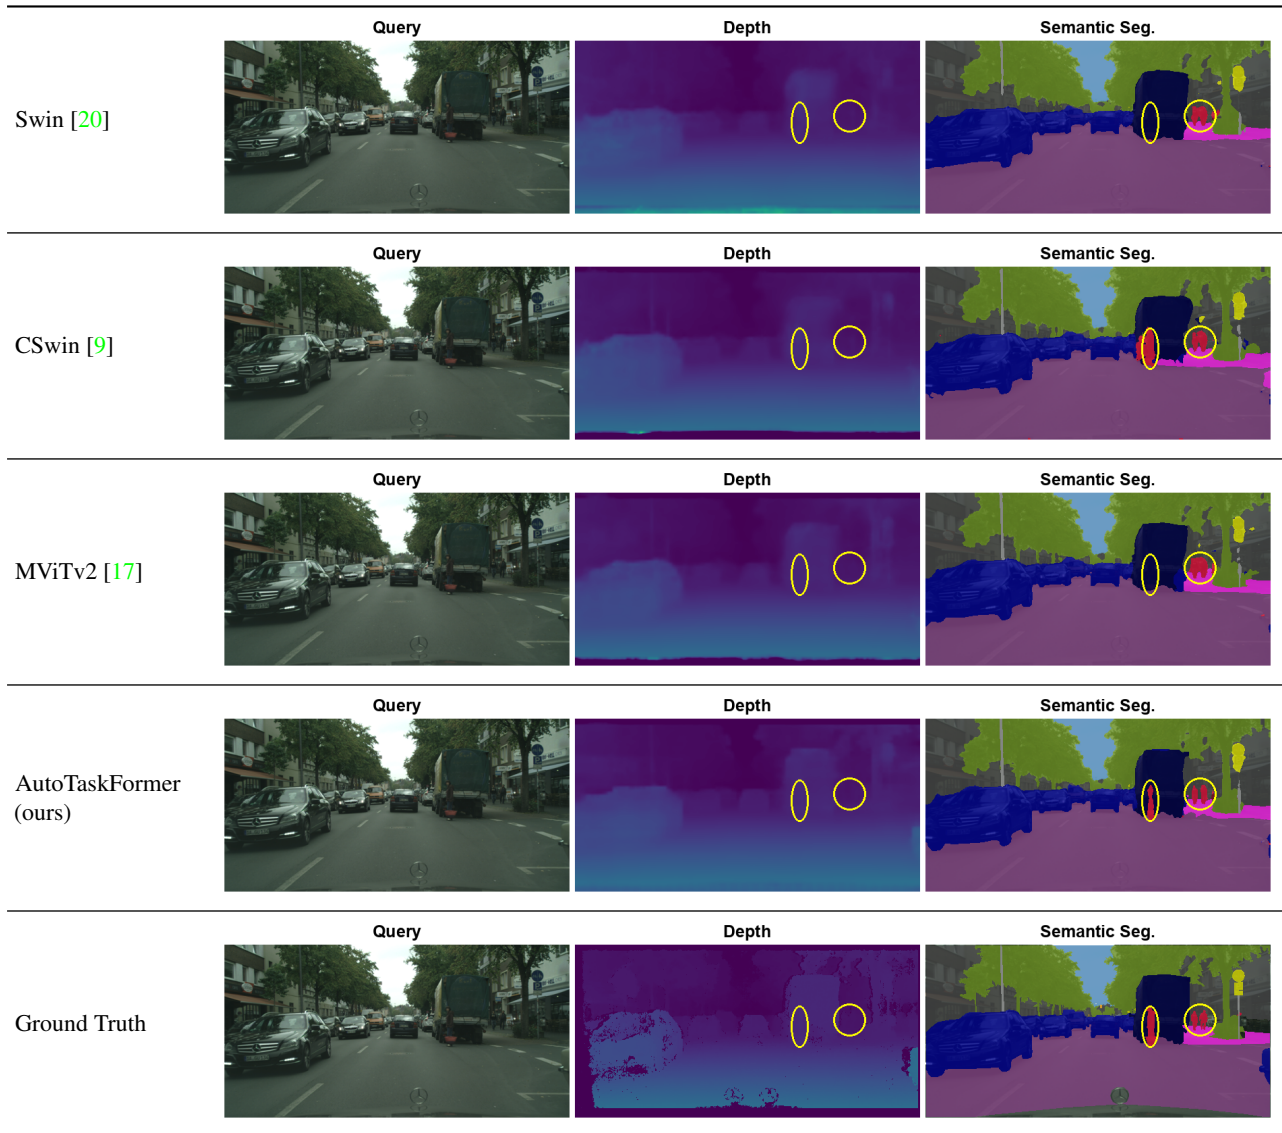 Query Depth Semantic Seg.
Swin [20]
Query Depth Semantic Seg.
CSwin [9]
Query Depth Semantic Seg.
MViTv2 [17]
Query Depth Semantic Seg.
AutoTaskFormer
(ours)
Query Depth Semantic Seg.
Ground Truth